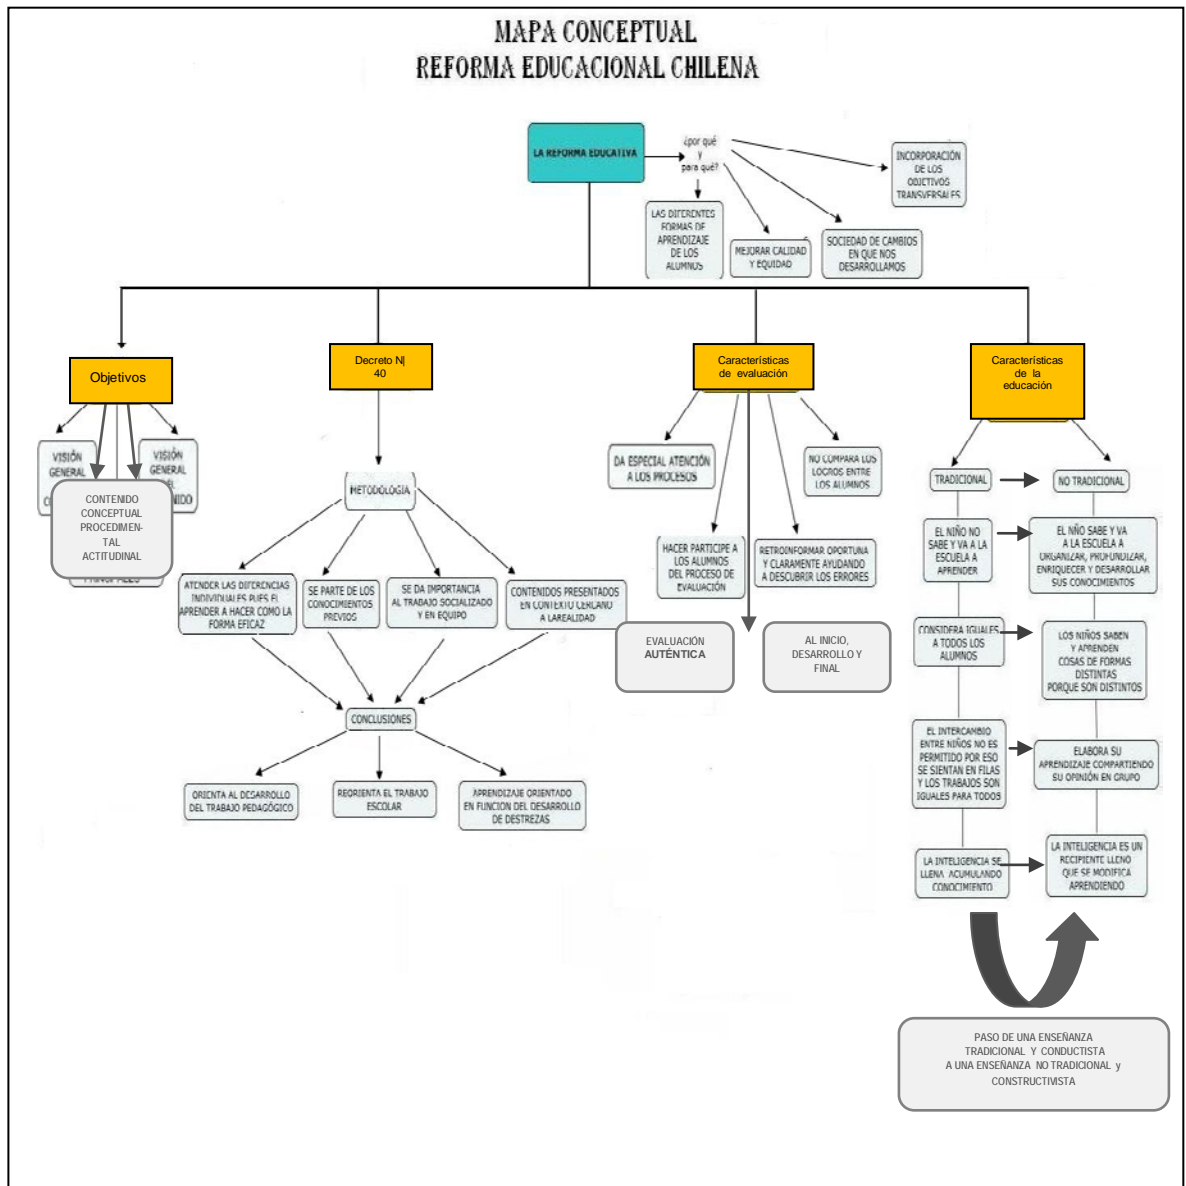 MAPA CONCEPTUAL
REFORMA EDUCACIONAL CHILENA
LA REFORMA EDUCATIVA
¿por qué
y
para qué?
INCORPORACIÓN
DE LOS
OBJETIVOS
TRANSVERSALES
LAS DIFERENTES
FORMAS DE
APRENDIZAJE
DE LOS
ALUMNOS
MEJORAR CALIDAD
Y EQUIDAD
SOCIEDAD DE CAMBIOS
EN QUE NOS
DESARROLLAMOS
Objetivos
Decreto N|
40
Características
de evaluación
Características
de la
educación
VISIÓN
GENERAL
VISIÓN
GENERAL
CONTENIDO
CONCEPTUAL
PROCEDIMEN-
TAL
ACTITUDINAL
METODOLOGIA
ATENDER LAS DIFERENCIAS
INDIVIDUALES PUES EL
APRENDER A HACER COMO LA
FORMA EFICAZ
SE PARTE DE LOS
CONOCIMIENTOS
PREVIOS
SE DA IMPORTANCIA
AL TRABAJO SOCIALIZADO
Y EN EQUIPO
CONTENIDOS PRESENTADOS
EN CONTEXTO CERCANO
A LAREALIDAD
CONCLUSIONES
ORIENTA AL DESARROLLO
DEL TRABAJO PEDAGÓGICO
REORIENTA EL TRABAJO
ESCOLAR
APRENDIZAJE ORIENTADO
EN FUNCION DEL DESARROLLO
DE DESTREZAS
DA ESPECIAL ATENCIÓN
A LOS PROCESOS
NO COMPARA LOS
LOGROS ENTRE
LOS ALUMNOS
HACER PARTICIPE A
LOS ALUMNOS
DEL PROCESO DE
EVALUACIÓN
RETROINFORMAR OPORTUNA
Y CLARAMENTE AYUDANDO
A DESCUBRIR LOS ERRORES
EVALUACIÓN
AUTÉNTICA
AL INICIO,
DESARROLLO Y
FINAL
TRADICIONAL
NO TRADICIONAL
EL NIÑO NO
SABE Y VA A LA
ESCUELA A
APRENDER
EL NÑO SABE Y VA
A LA ESCUELA A
ORGANIZAR, PROFUNDIZAR,
ENRIQUECER Y DESARROLLAR
SUS CONOCIMIENTOS
CONSIDERA IGUALES
A TODOS LOS
ALUMNOS
LOS NIÑOS SABEN
Y APRENDEN
COSAS DE FORMAS
DISTINTAS
PORQUE SON DISTINTOS
EL INTERCAMBIO
ENTRE NIÑOS NO ES
PERMITIDO POR ESO
SE SIENTAN EN FILAS
Y LOS TRABAJOS SON
IGUALES PARA TODOS
ELABORA SU
APRENDIZAJE COMPARTIENDO
SU OPINIÓN EN GRUPO
LA INTELIGENCIA SE
LLENA ACUMULANDO
CONOCIMIENTO
LA INTELIGENCIA ES UN
RECIPIENTE LLENO
QUE SE MODIFICA
APRENDIENDO
PASO DE UNA ENSEÑANZA
TRADICIONAL Y CONDUCTISTA
A UNA ENSEÑANZA NO TRADICIONAL y
CONSTRUCTIVISTA